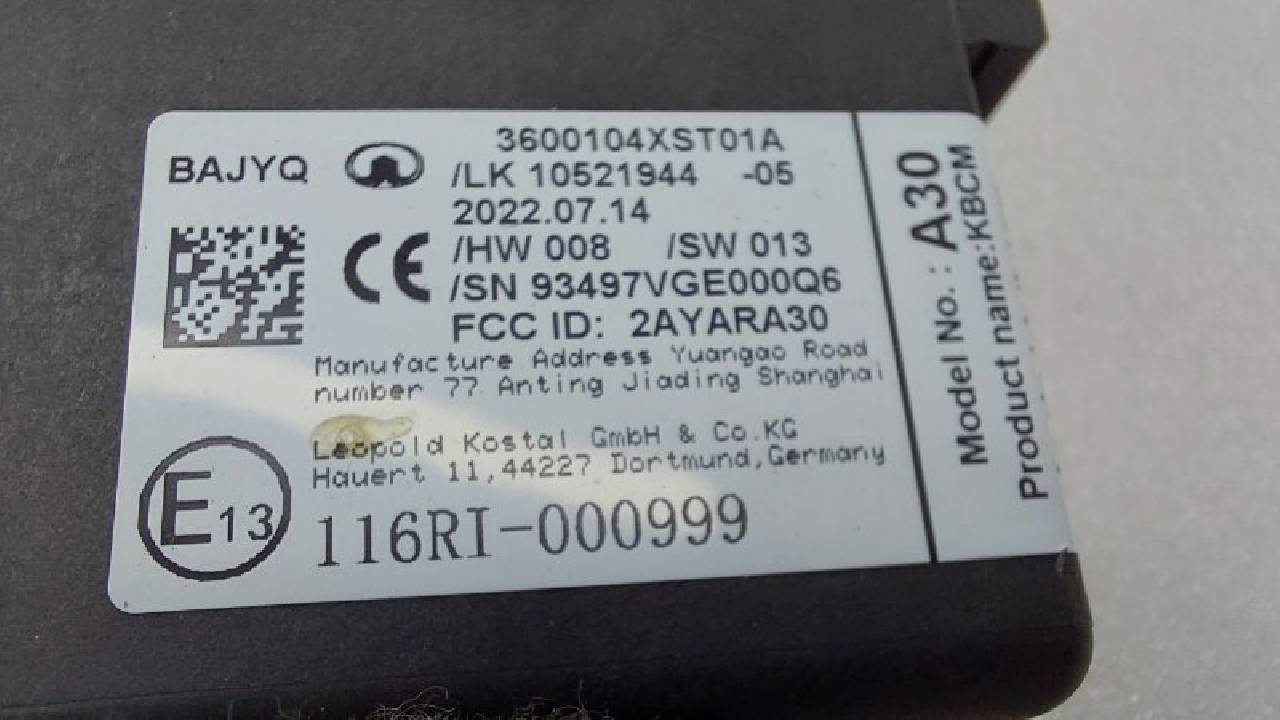 BAJYQ
3600104XST01A
/LK 10521944 -05
2022.07.14
/HW 008 /SW 013
/SN 93497VGE000Q6
FCC ID: 2AYARA30
CE
Manufacture Address Yuangao Road
number 77 Anting Jiading Shanghai
Leopold Kostal GmbH & Co.KG
Hauert 11,44227 Dortmund,Germany
E13
116RI-000999
Model No.: A30
Product name:KBCM